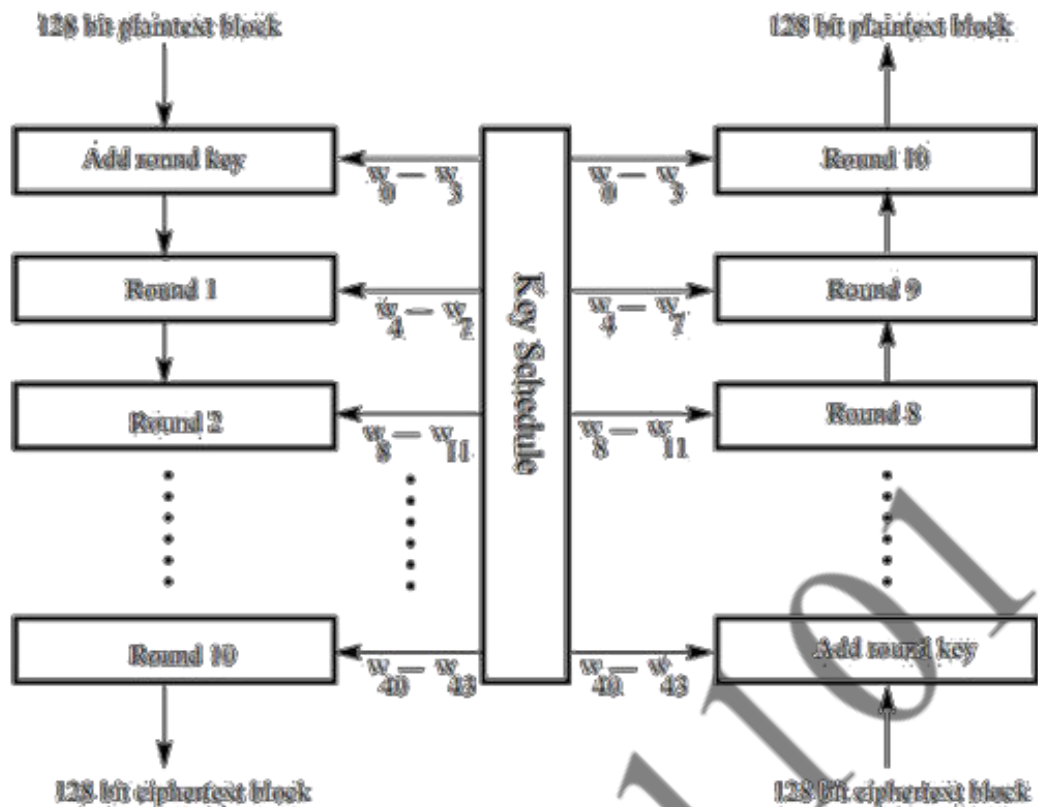 128 bit plaintext block
128 bit plaintext block
Add round key
w0 – w3
w0 – w3
Round 10
Round 1
w4 – w7
w4 – w7
Round 9
Key Schedule
Round 2
w8 – w11
w8 – w11
Round 8
Round 10
w40 – w43
w40 – w43
Add round key
128 bit ciphertext block
128 bit ciphertext block
1101